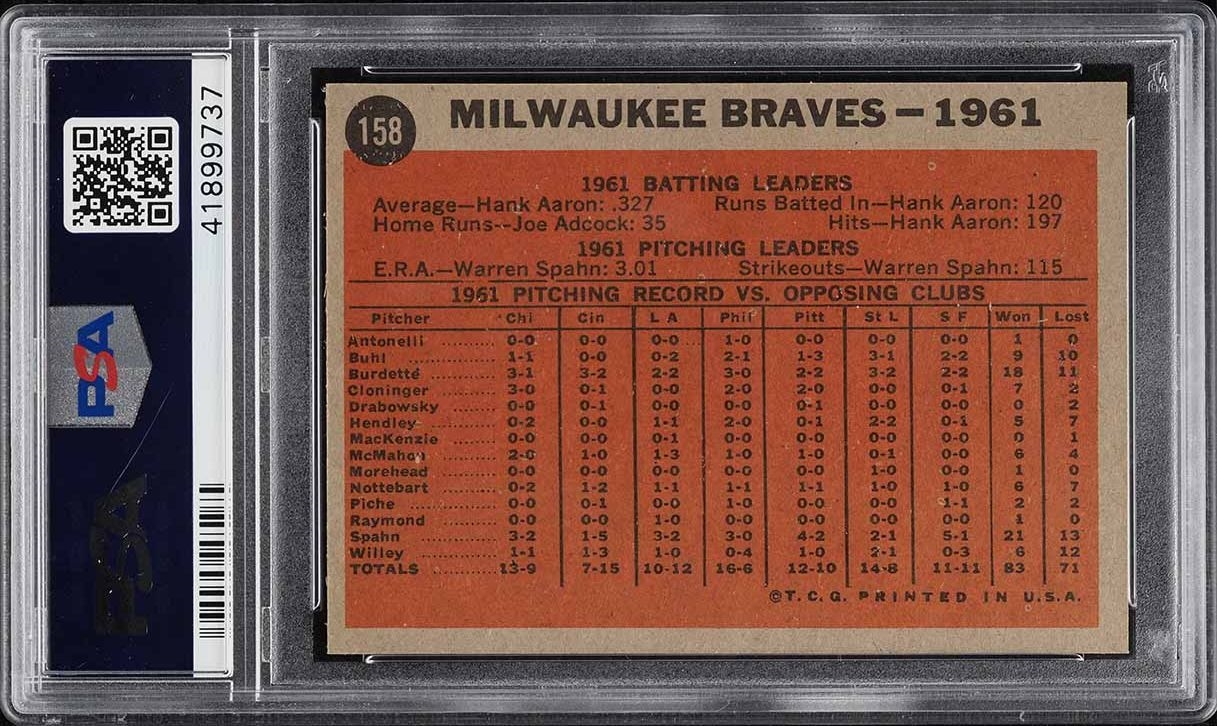 158
MILWAUKEE BRAVES—1961
1961 BATTING LEADERS
Average—Hank Aaron: .327 Runs Batted In—Hank Aaron: 120
Home Runs—Joe Adcock: 35 Hits—Hank Aaron: 197
1961 PITCHING LEADERS
E.R.A.—Warren Spahn: 3.01 Strikeouts—Warren Spahn: 115
1961 PITCHING RECORD VS. OPPOSING CLUBS
Pitcher Chi Cin L A Phil Pitt St L S F Won Lost
Antonelli 0-0 0-0 0-0 1-0 0-0 0-0 0-0 1 0
Buhl 1-1 0-0 0-2 2-1 1-3 3-1 2-2 9 10
Burdette 3-1 3-2 2-2 3-0 2-2 3-2 2-2 18 11
Cloninger 3-0 0-1 0-0 2-0 2-0 0-0 0-1 7 2
Drabowsky 0-0 0-1 0-0 0-0 0-1 0-0 0-0 0 2
Hendley 0-2 0-0 1-1 2-0 0-1 2-2 0-1 5 7
MacKenzie 0-0 0-0 0-1 0-0 0-0 0-0 0-0 0 1
McMahon 2-0 1-0 1-3 1-0 1-0 0-1 0-0 6 4
Morehead 0-0 0-0 0-0 0-0 0-0 1-0 0-0 1 0
Nottebart 0-2 1-2 1-1 1-1 1-1 1-0 1-0 6 7
Piche 0-0 0-1 0-0 1-0 0-0 0-0 1-1 2 2
Raymond 0-0 0-0 1-0 0-0 0-0 0-0 0-0 1 0
Spahn 3-2 1-5 3-2 3-0 4-2 2-1 5-1 21 13
Willey 1-1 1-3 1-0 0-4 1-0 2-1 0-3 6 12
TOTALS 13-9 7-15 10-12 16-6 12-10 14-8 11-11 83 71
©T.C.G. PRINTED IN U.S.A.
41899737
PSA
PSA